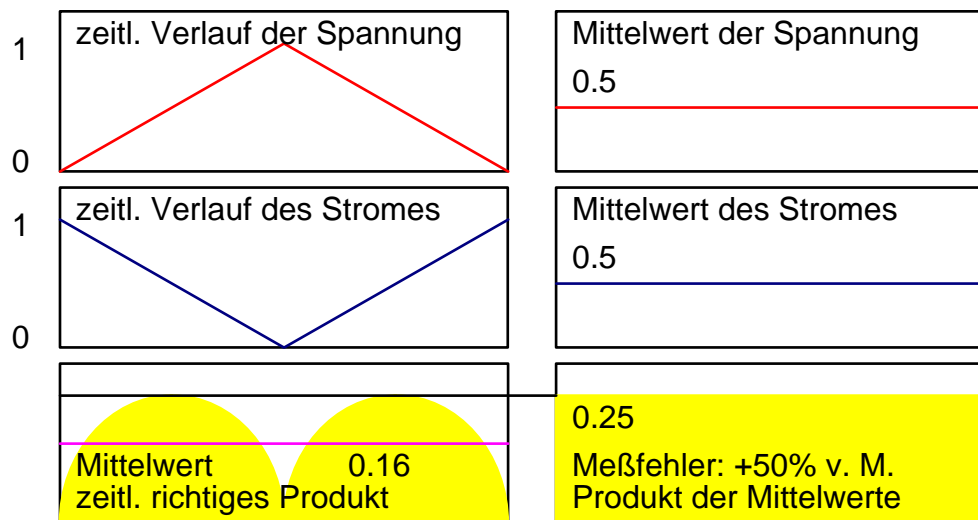 1
zeitl. Verlauf der Spannung
0
Mittelwert der Spannung
0.5
1
zeitl. Verlauf des Stromes
0
Mittelwert des Stromes
0.5
Mittelwert 0.16
zeitl. richtiges Produkt
0.25
Meßfehler: +50% v. M.
Produkt der Mittelwerte